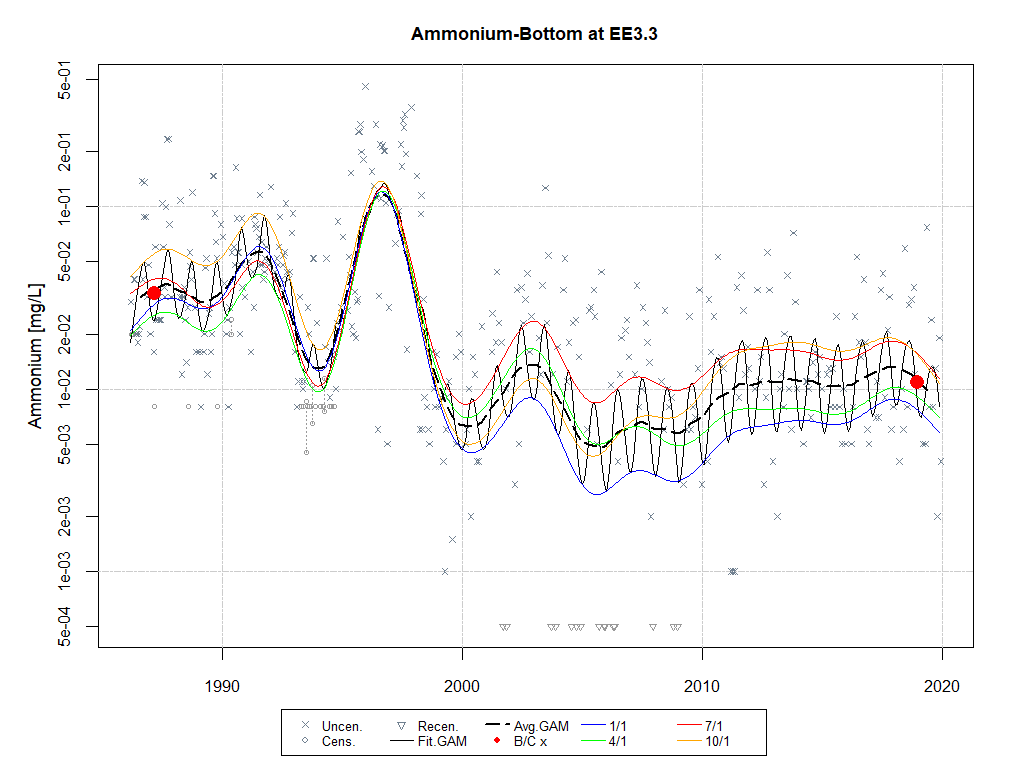 Ammonium-Bottom at EE3.3
Ammonium [mg/L]
5e-01
2e-01
1e-01
5e-02
2e-02
1e-02
5e-03
2e-03
1e-03
5e-04
1990 2000 2010 2020
Uncen. Recen. Avg.GAM 1/1 7/1
Cens. Fit.GAM B/C x 4/1 10/1